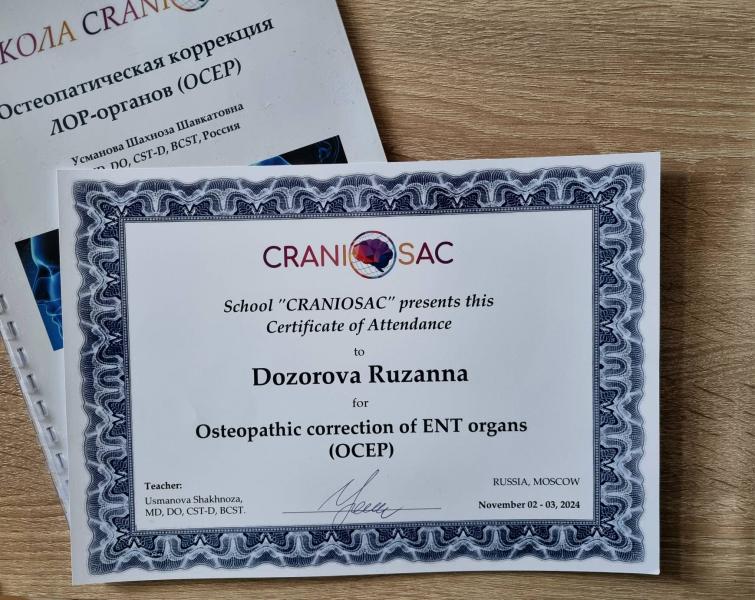 КОЛА CRANI
Остеопатическая коррекция
ЛОР-органов (OCEP)
Усманова Шахноза Шавкатовна
DO, CST-D, BCST, Россия
CRANIOSAC
School "CRANIOSAC" presents this
Certificate of Attendance
to
Dozorova Ruzanna
for
Osteopathic correction of ENT organs
(OCEP)
Teacher:
Usmanova Shakhnoza,
MD, DO, CST-D, BCST.
RUSSIA, MOSCOW
November 02 - 03, 2024